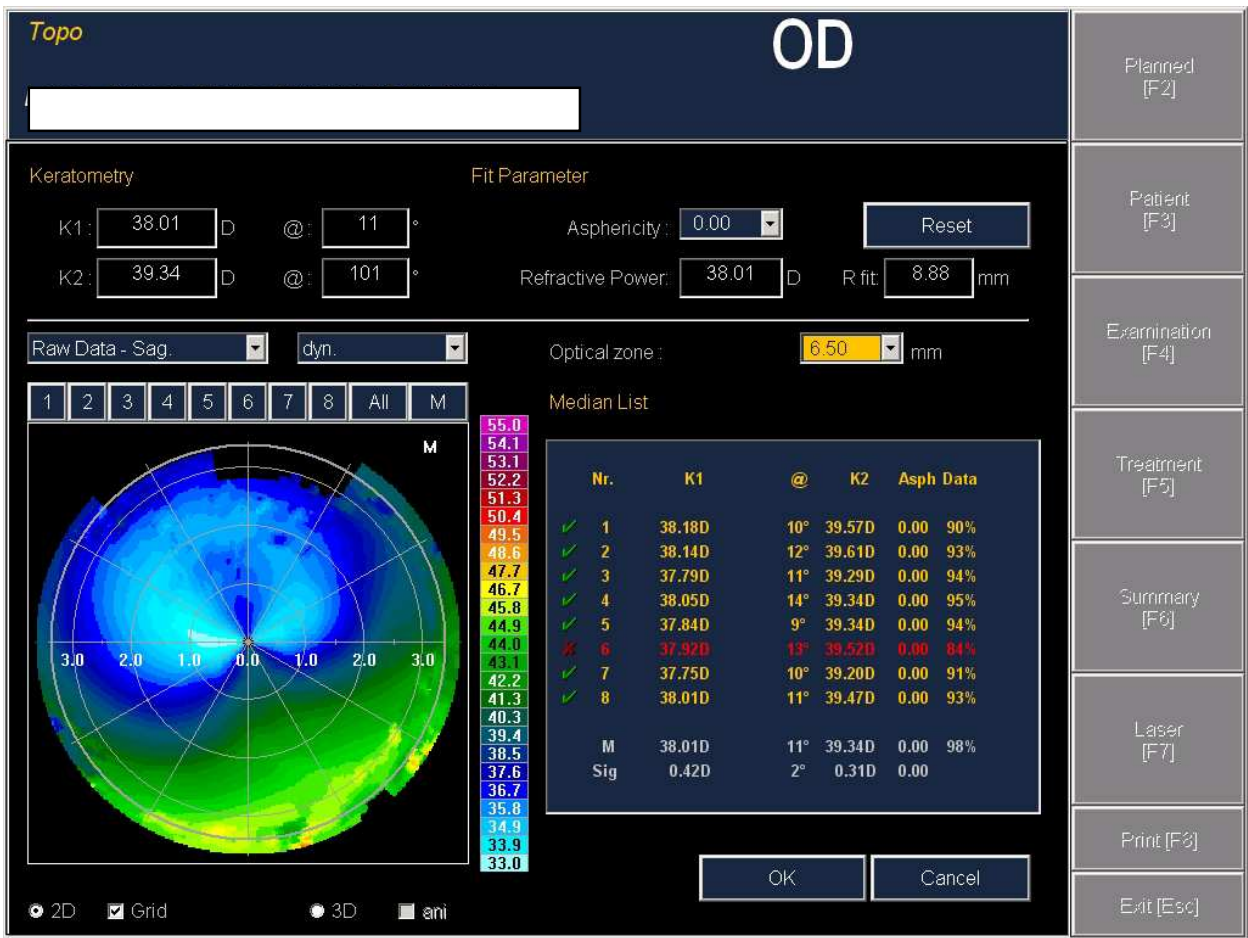 Topo
OD
Keratometry
Fit Parameter
K1: 38.01 D @: 11 °
Asphericity: 0.00
Reset
K2: 39.34 D @: 101 °
Refractive Power: 38.01 D R fit: 8.88 mm
Raw Data - Sag. dyn.
Optical zone : 6.50 mm
1 2 3 4 5 6 7 8 All M
Median List
M
55.0
54.1
53.1
52.2
51.3
50.4
49.5
48.6
47.7
46.7
45.8
44.9
44.0
43.1
42.2
41.3
40.3
39.4
38.5
37.6
36.7
35.8
34.9
33.9
33.0
3.0 2.0 1.0 0.0 1.0 2.0 3.0
Nr. K1 @ K2 Asph Data
1 38.18D 10° 39.57D 0.00 90%
2 38.14D 12° 39.61D 0.00 93%
3 37.79D 11° 39.29D 0.00 94%
4 38.05D 14° 39.34D 0.00 95%
5 37.84D 9° 39.34D 0.00 94%
6 37.92D 13° 39.52D 0.00 84%
7 37.75D 10° 39.20D 0.00 91%
8 38.01D 11° 39.47D 0.00 93%
M 38.01D 11° 39.34D 0.00 98%
Sig 0.42D 2° 0.31D 0.00
OK
Cancel
2D Grid 3D ani
Planned
[F2]
Patient
[F3]
Examination
[F4]
Treatment
[F5]
Summary
[F6]
Laser
[F7]
Print [F8]
Exit [Esc]